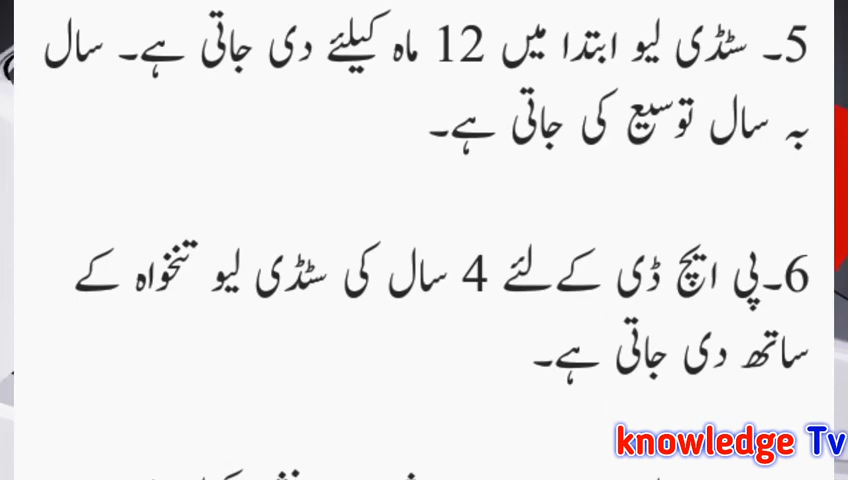 5۔ سٹڈی لیو ابتدا میں 12 ماہ کیلئے دی جاتی ہے۔ سال
بہ سال توسیع کی جاتی ہے۔
6۔پی ایچ ڈی کے لئے 4 سال کی سٹڈی لیو تنخواہ کے
ساتھ دی جاتی ہے۔
knowledge Tv